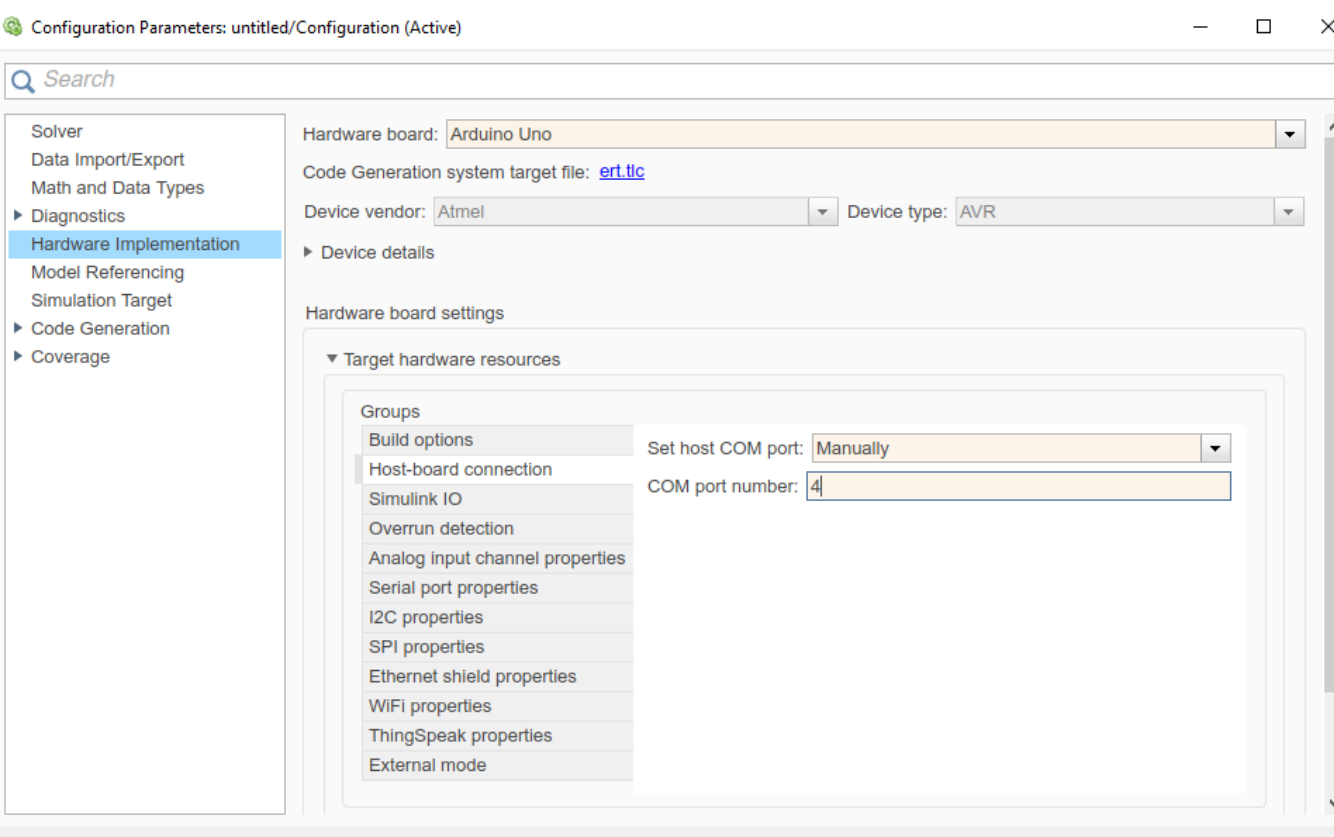 Configuration Parameters: untitled/Configuration (Active)
Search
Solver
Data Import/Export
Math and Data Types
Diagnostics
Hardware Implementation
Model Referencing
Simulation Target
Code Generation
Coverage
Hardware board: Arduino Uno
Code Generation system target file: ert.tlc
Device vendor: Atmel Device type: AVR
Device details
Hardware board settings
Target hardware resources
Groups
Build options
Host-board connection
Simulink IO
Overrun detection
Analog input channel properties
Serial port properties
I2C properties
SPI properties
Ethernet shield properties
WiFi properties
ThingSpeak properties
External mode
Set host COM port: Manually
COM port number: 4